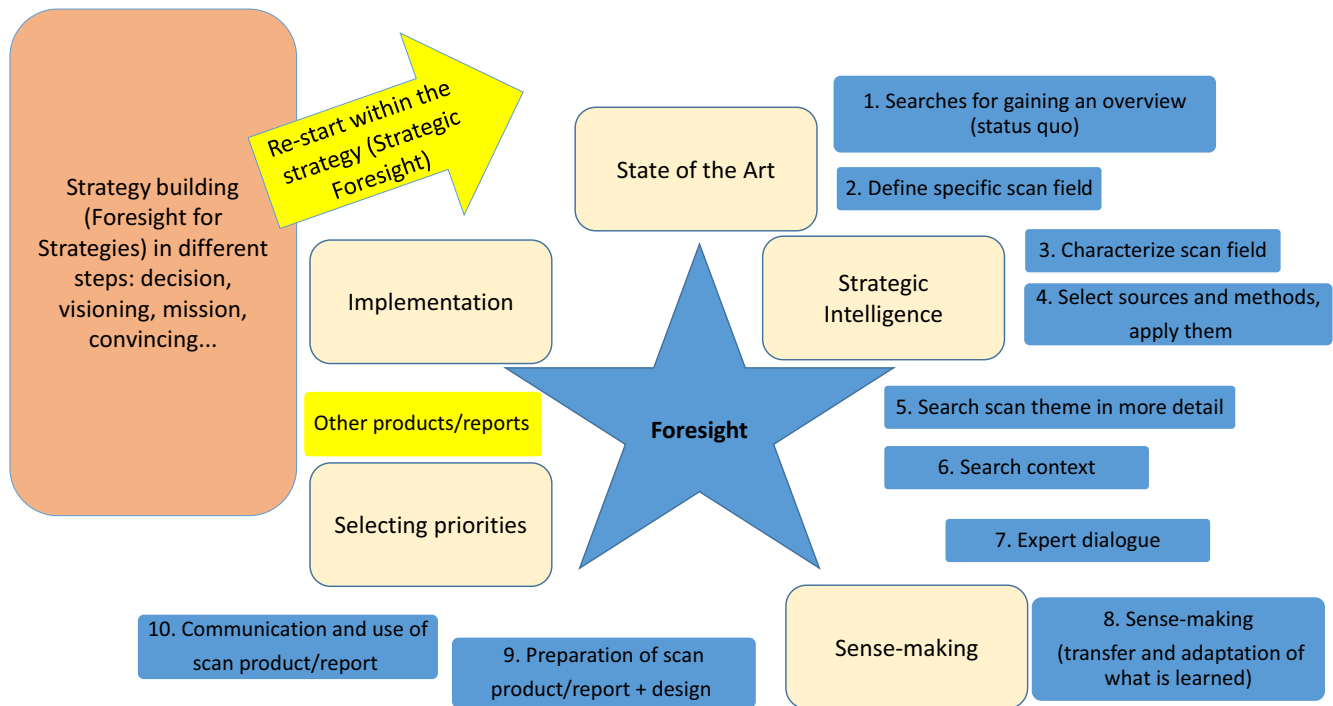 Strategy building
(Foresight for
Strategies) in different
steps: decision,
visioning, mission,
convincing...
Re-start within the
strategy (Strategic
Foresight)
State of the Art
1. Searches for gaining an overview
(status quo)
2. Define specific scan field
Strategic
Intelligence
3. Characterize scan field
4. Select sources and methods,
apply them
Implementation
Other products/reports
Foresight
5. Search scan theme in more detail
6. Search context
Selecting priorities
7. Expert dialogue
Sense-making
8. Sense-making
(transfer and adaptation of
what is learned)
9. Preparation of scan
product/report + design
10. Communication and use of
scan product/report